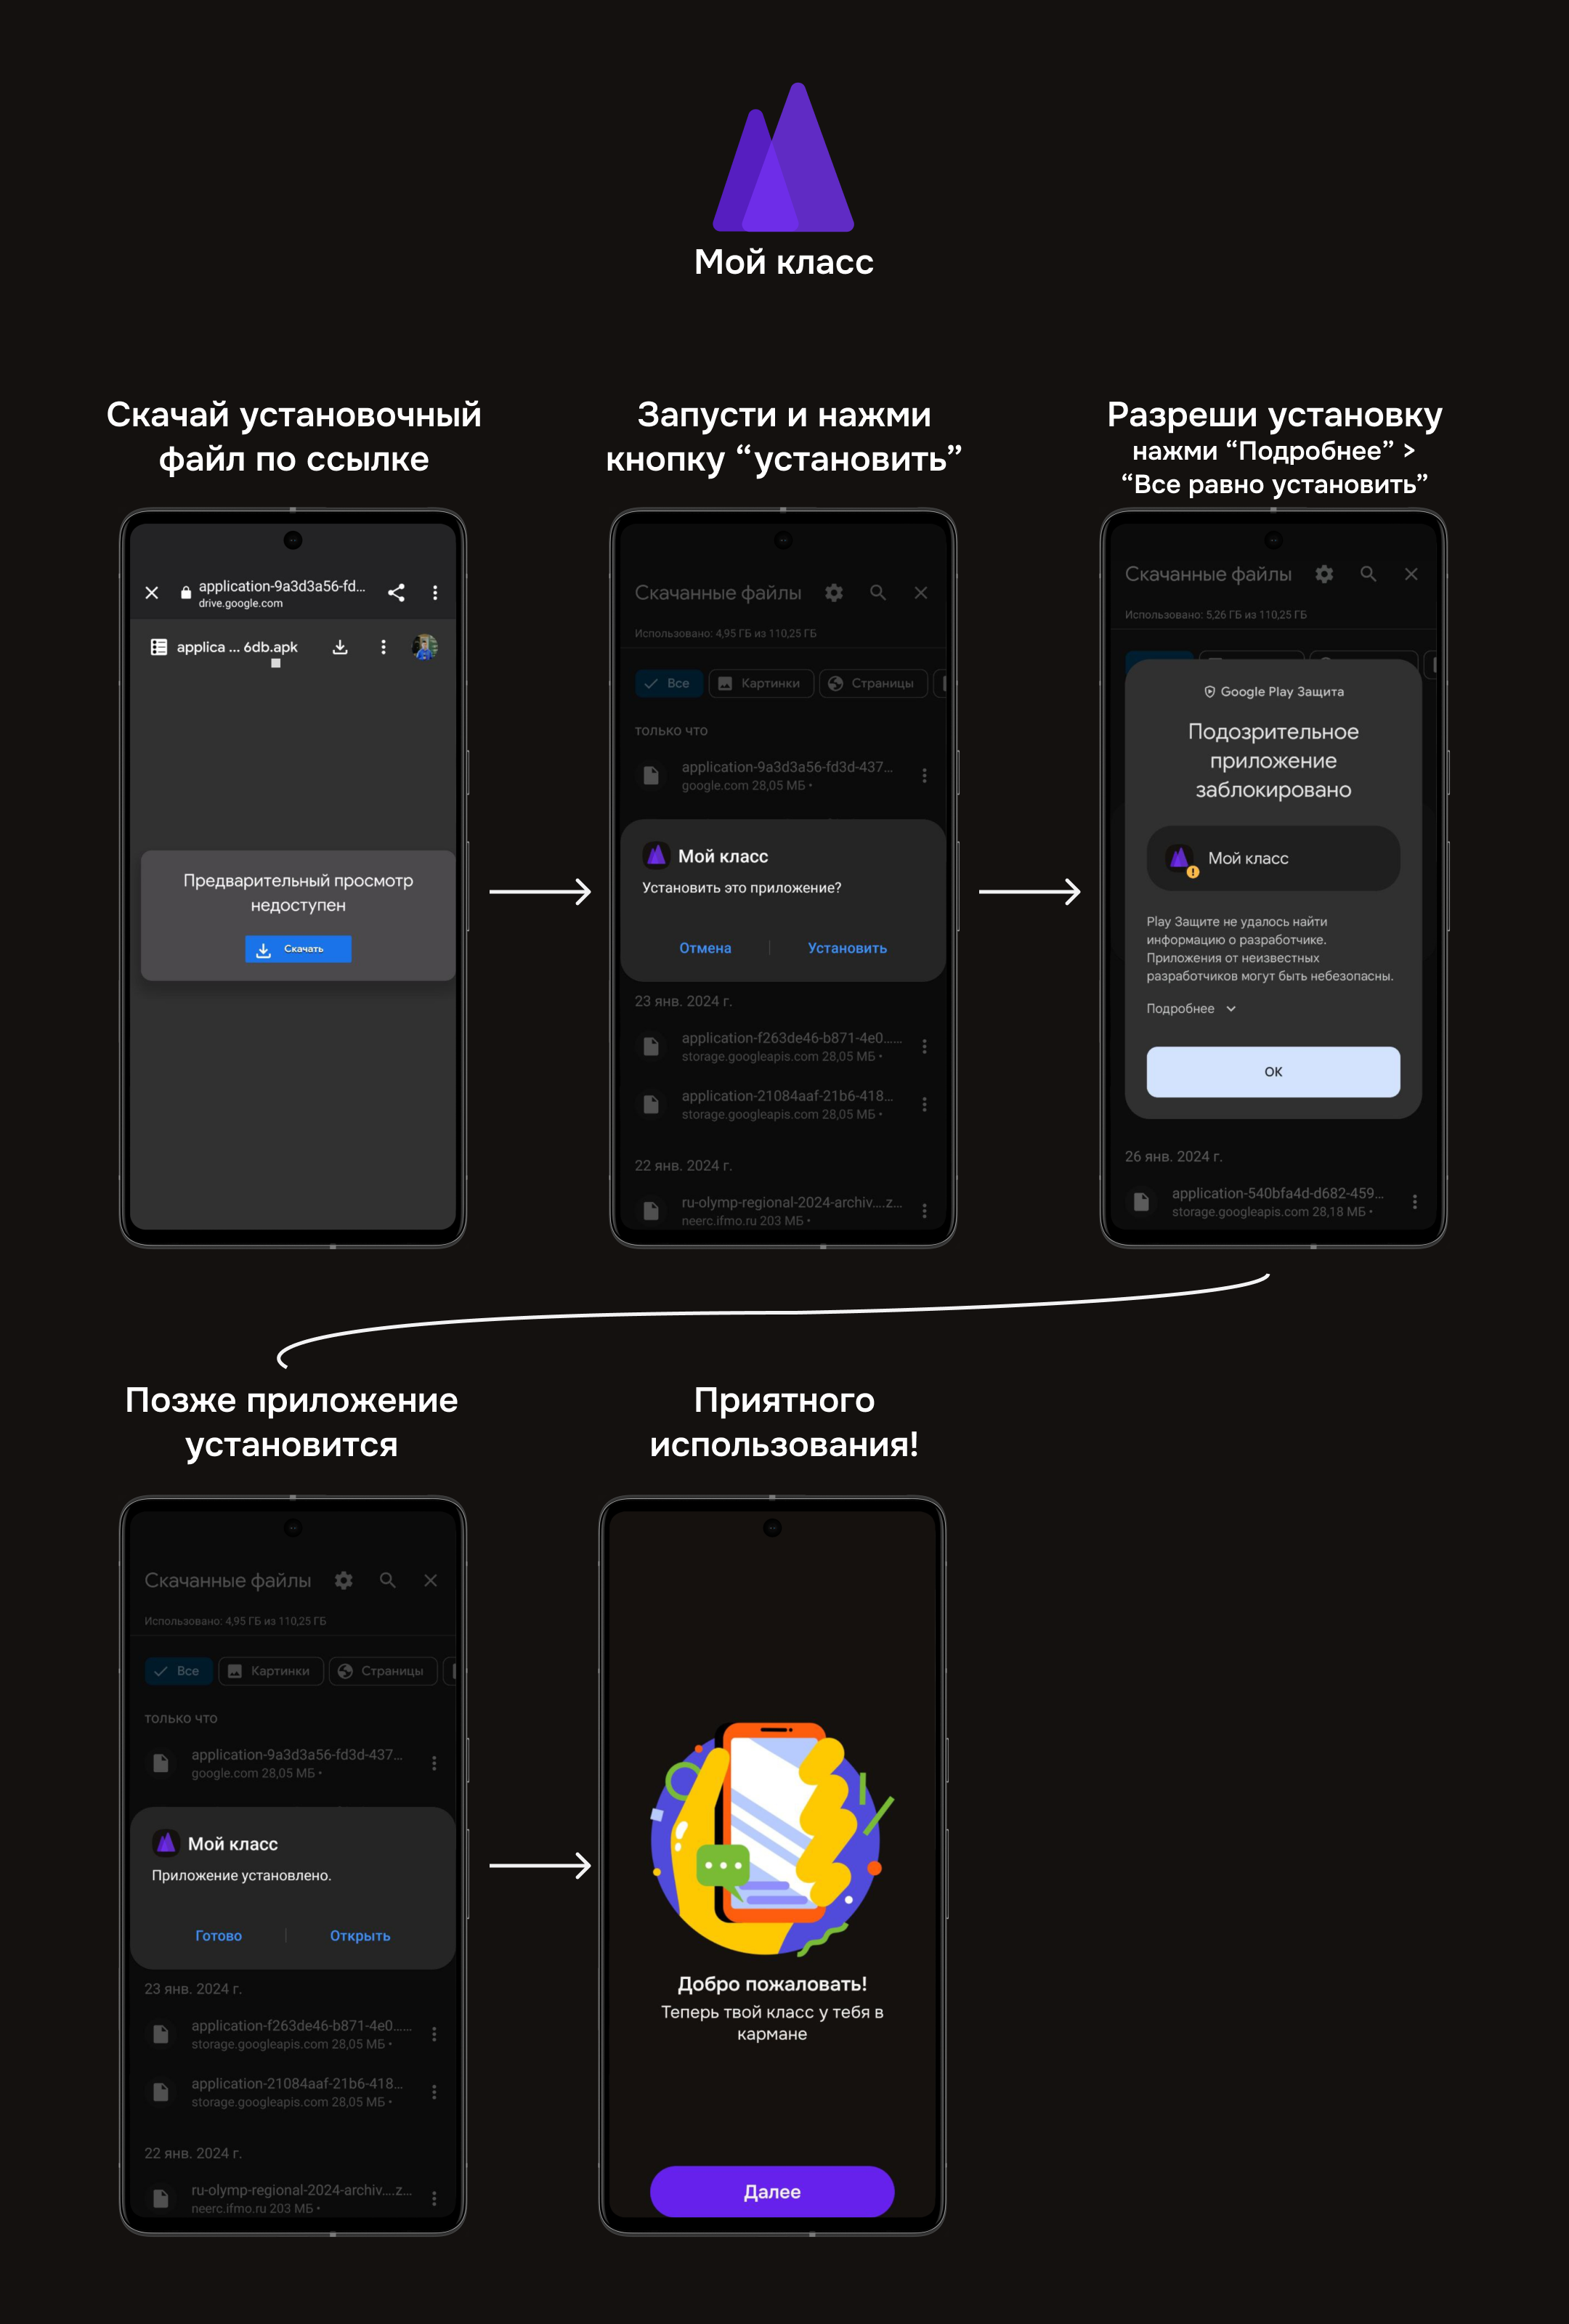 Мой класс
Скачай установочный
файл по ссылке
application-9a3d3a56-fd...
drive.google.com
applica ... 6db.apk
Предварительный просмотр
недоступен
Скачать
Запусти и нажми
кнопку “установить”
Скачанные файлы
Использовано: 4,95 ГБ из 110,25 ГБ
Все
Картинки
Страницы
только что
application-9a3d3a56-fd3d-437...
google.com 28,05 МБ •
Мой класс
Установить это приложение?
Отмена
Установить
23 янв. 2024 г.
application-f263de46-b871-4e0......
storage.googleapis.com 28,05 МБ •
application-21084aaf-21b6-418...
storage.googleapis.com 28,05 МБ •
22 янв. 2024 г.
ru-olymp-regional-2024-archiv....z...
neerc.ifmo.ru 203 МБ •
Разреши установку
нажми “Подробнее” >
“Все равно установить”
Скачанные файлы
Использовано: 5,26 ГБ из 110,25 ГБ
Google Play Защита
Подозрительное
приложение
заблокировано
Мой класс
Play Защите не удалось найти
информацию о разработчике.
Приложения от неизвестных
разработчиков могут быть небезопасны.
Подробнее
ОК
26 янв. 2024 г.
application-540bfa4d-d682-459...
storage.googleapis.com 28,18 МБ •
Позже приложение
установится
Скачанные файлы
Использовано: 4,95 ГБ из 110,25 ГБ
Все
Картинки
Страницы
только что
application-9a3d3a56-fd3d-437...
google.com 28,05 МБ •
Мой класс
Приложение установлено.
Готово
Открыть
23 янв. 2024 г.
application-f263de46-b871-4e0......
storage.googleapis.com 28,05 МБ •
application-21084aaf-21b6-418...
storage.googleapis.com 28,05 МБ •
22 янв. 2024 г.
ru-olymp-regional-2024-archiv....z...
neerc.ifmo.ru 203 МБ •
Приятного
использования!
Добро пожаловать!
Теперь твой класс у тебя в
кармане
Далее